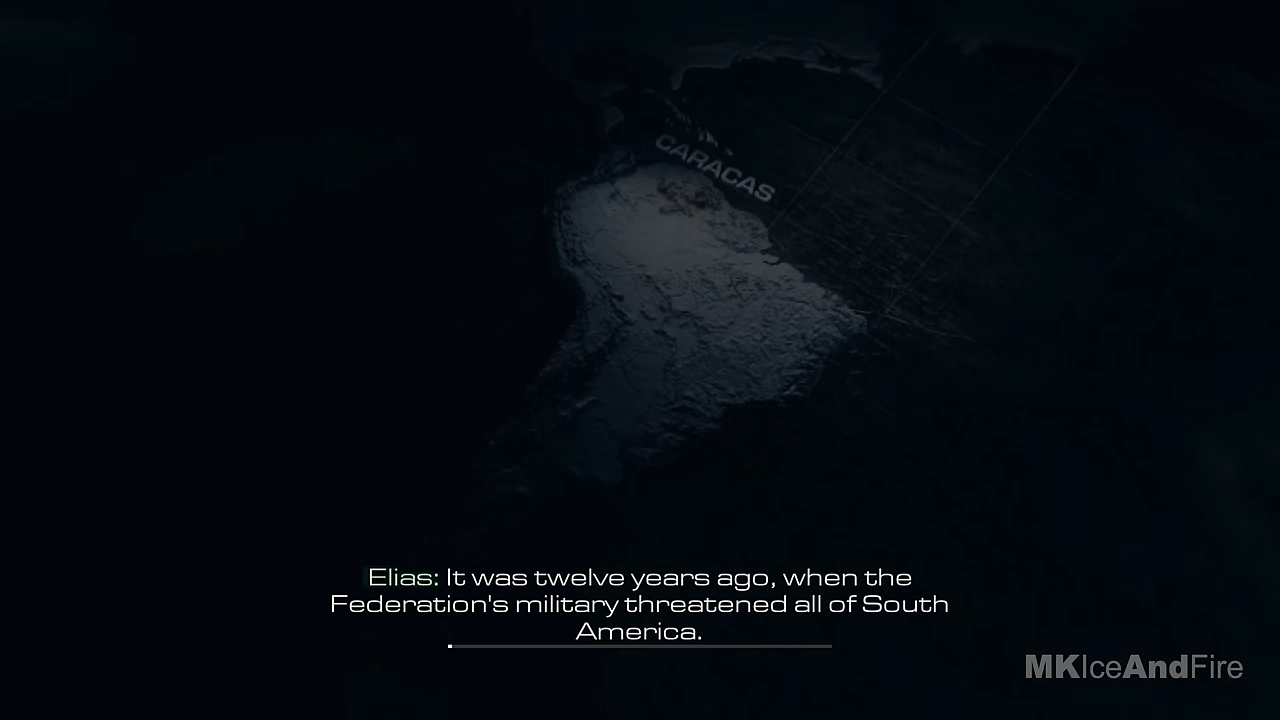 CARACAS
Elias: It was twelve years ago, when the
Federation's military threatened all of South
America.
MKIceAndFire